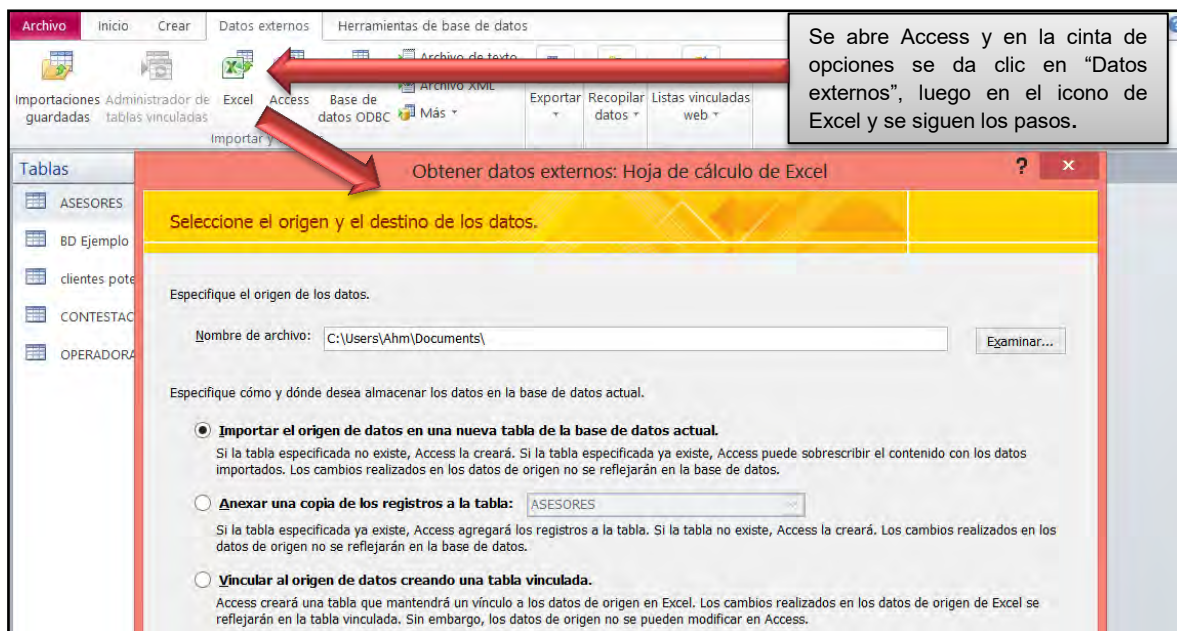 Archivo Inicio Crear Datos externos Herramientas de base de datos
Se abre Access y en la cinta de
opciones se da clic en “Datos
externos”, luego en el icono de
Excel y se siguen los pasos.
Importaciones guardadas
Administrador de tablas vinculadas
Excel
Access
Base de datos ODBC
Archivo de texto
Archivo XML
Más
Importar y
Exportar
Recopilar datos
Listas vinculadas web
Tablas
ASESORES
BD Ejemplo
clientes pote
CONTESTAC
OPERADORA
Obtener datos externos: Hoja de cálculo de Excel ? x
Seleccione el origen y el destino de los datos.
Especifique el origen de los datos.
Nombre de archivo: C:\Users\Ahm\Documents\ Examinar...
Especifique cómo y dónde desea almacenar los datos en la base de datos actual.
Importar el origen de datos en una nueva tabla de la base de datos actual.
Si la tabla especificada no existe, Access la creará. Si la tabla especificada ya existe, Access puede sobrescribir el contenido con los datos
importados. Los cambios realizados en los datos de origen no se reflejarán en la base de datos.
Anexar una copia de los registros a la tabla: ASESORES
Si la tabla especificada ya existe, Access agregará los registros a la tabla. Si la tabla no existe, Access la creará. Los cambios realizados en los
datos de origen no se reflejarán en la base de datos.
Vincular al origen de datos creando una tabla vinculada.
Access creará una tabla que mantendrá un vínculo a los datos de origen en Excel. Los cambios realizados en los datos de origen de Excel se
reflejarán en la tabla vinculada. Sin embargo, los datos de origen no se pueden modificar en Access.